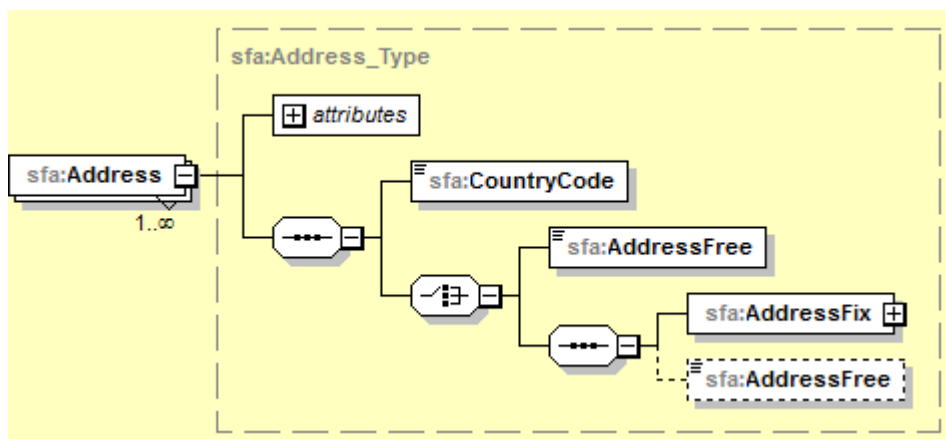 sfa:Address_Type
attributes
sfa:Address
1..∞
sfa:CountryCode
sfa:AddressFree
sfa:AddressFix
sfa:AddressFree